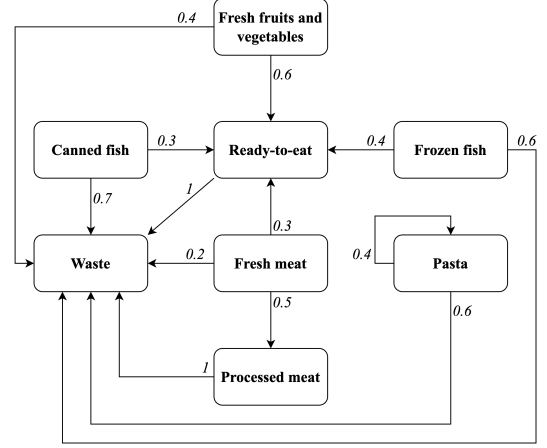 0.4
Fresh fruits and
vegetables
0.6
Canned fish
0.3
Ready-to-eat
0.4
Frozen fish
0.6
0.7
1
0.3
Waste
0.2
Fresh meat
0.4
Pasta
0.5
0.6
1
Processed meat